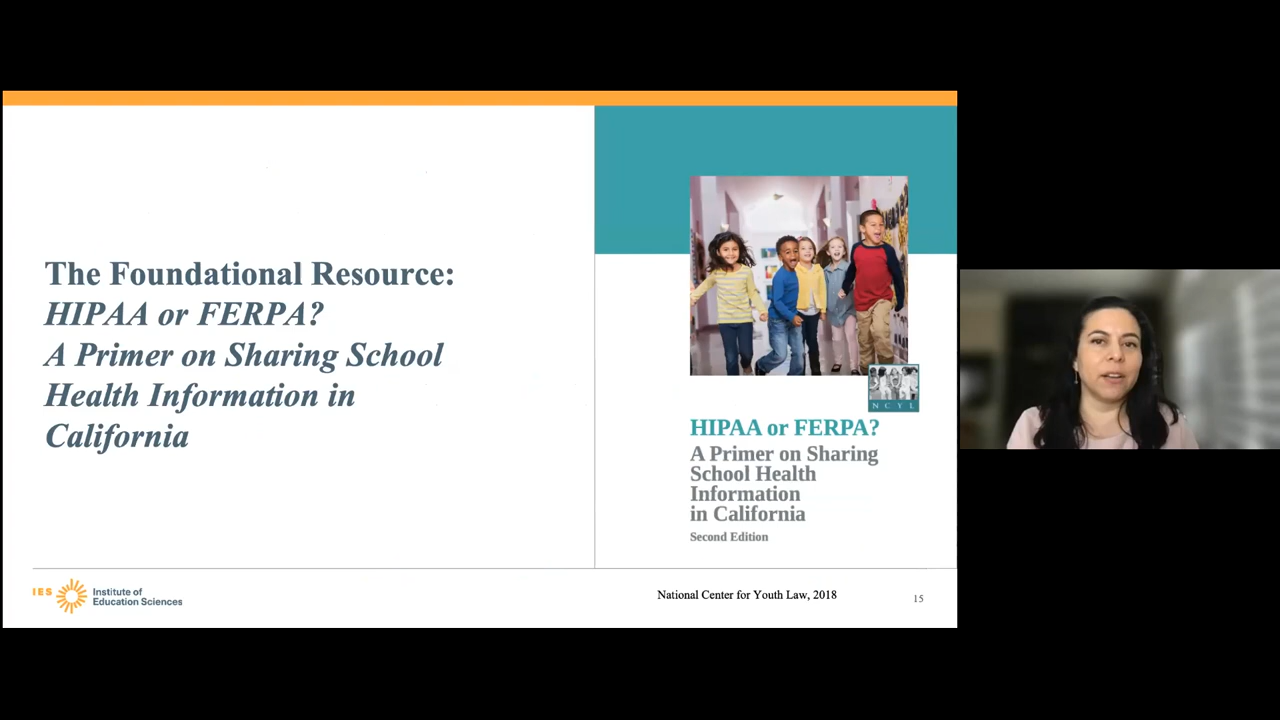 The Foundational Resource:
HIPAA or FERPA?
A Primer on Sharing School
Health Information in
California
NCYL
HIPAA or FERPA?
A Primer on Sharing
School Health
Information
in California
Second Edition
IES
Institute of
Education Sciences
National Center for Youth Law, 2018
15